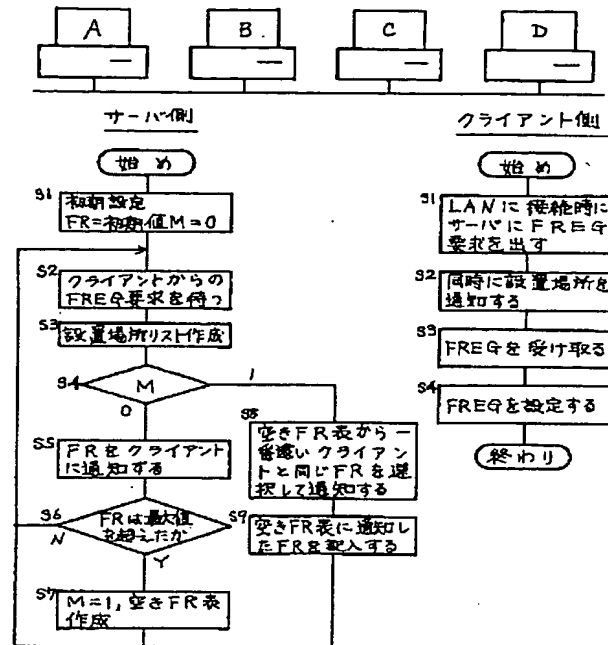 A
B
C
D
サーバ側
クライアント側
始め
S1
初期設定
FR=初期値M=0
S2
クライアントからの
FREG要求を待つ
S3
設置場所リスト作成
S4
M
1
0
S5
FRをクライアント
に通知する
S6
FRは最大値
を超えたか
N
Y
S7
M=1,空きFR表
作成
S8
空きFR表から一
番遠いクライアン
トと同じFRを選
択して通知する
S9
空きFR表に通知し
たFRを記入する
始め
S1
LANに接続時に
サーバにFREG
要求を出す
S2
同時に設置場所を
通知する
S3
FREGを受け取る
S4
FREGを設定する
終わり